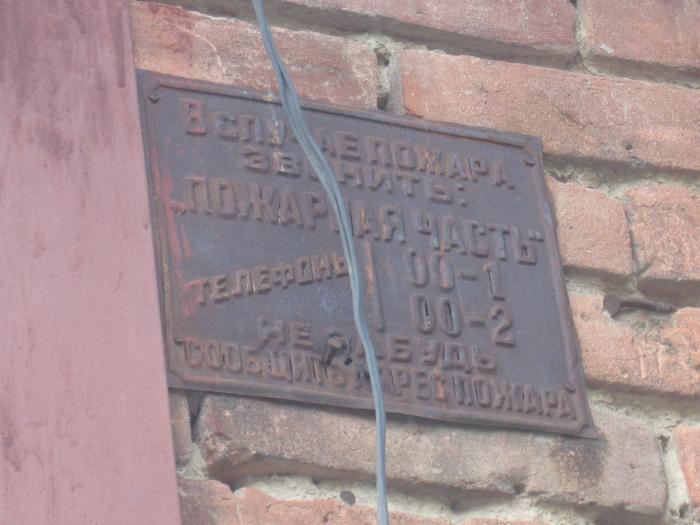 В СЛУЧАЕ ПОЖАРА
ЗВОНИТЬ:
„ПОЖАРНАЯ ЧАСТЬ“
ТЕЛЕФОНЫ
00-1
00-2
НЕ ЗАБУДЬ
СООБЩИТЬ АДРЕС ПОЖАРА